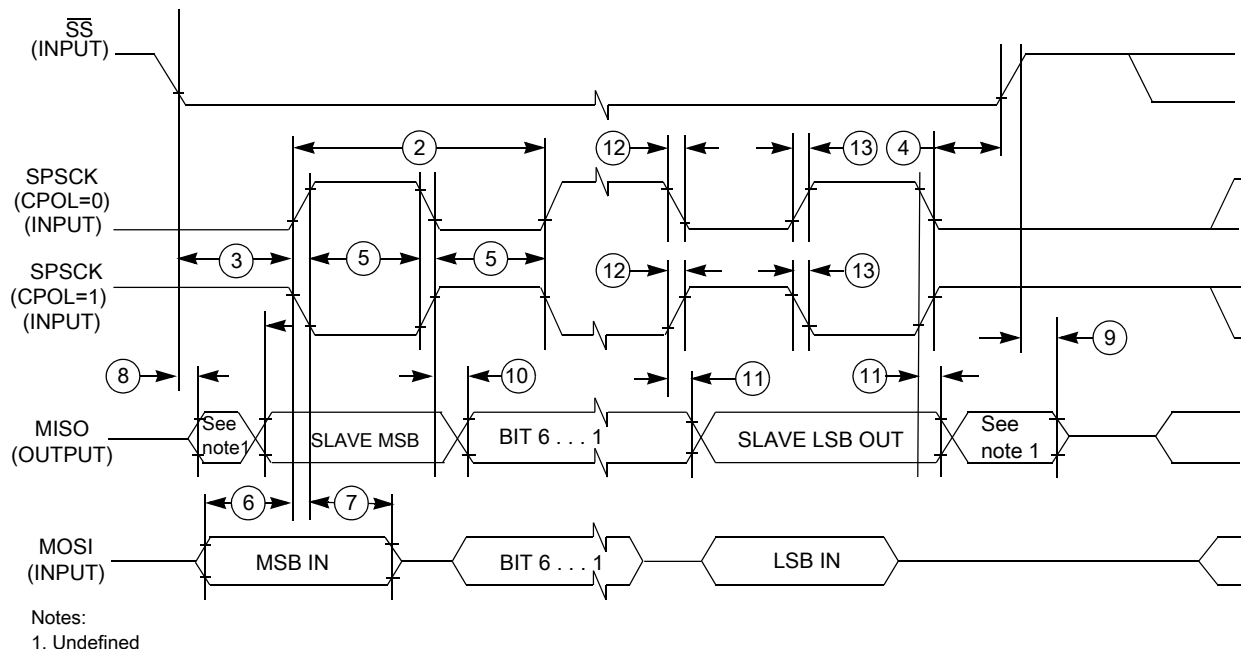 SS
(INPUT)
2
12
13
4
SPSCK
(CPOL=0)
(INPUT)
3
5
5
12
13
SPSCK
(CPOL=1)
(INPUT)
8
10
11
11
9
MISO
(OUTPUT)
See
note1
SLAVE MSB
BIT 6 . . . 1
SLAVE LSB OUT
See
note 1
6
7
MOSI
(INPUT)
MSB IN
BIT 6 . . . 1
LSB IN
Notes:
1. Undefined